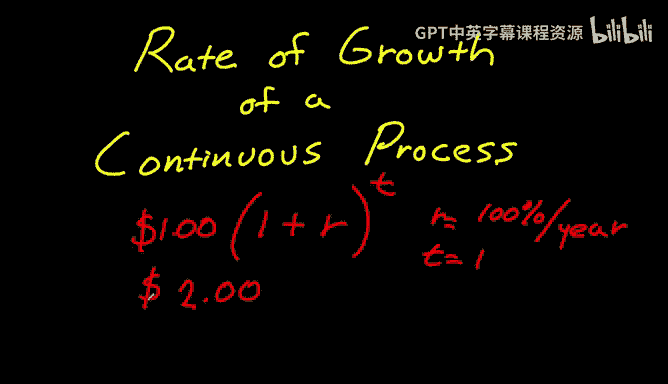 GPT中英字幕课程资源 bilibili
Rate of Growth
of a
Continuous Process
$1.00 (1 + r)^t r= 100%/year
t= 1
$ 2.00